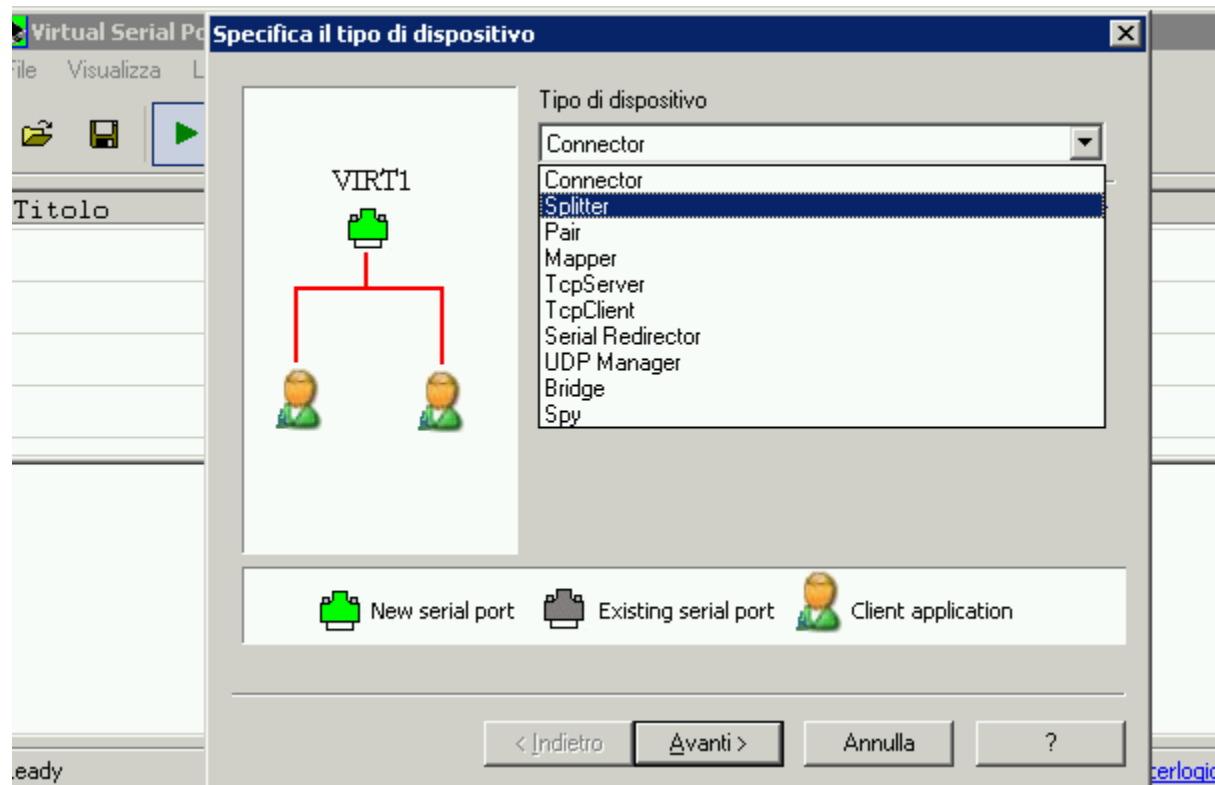 Virtual Serial Po
File Visualizza L
Titolo
Specifica il tipo di dispositivo
VIRT1
Tipo di dispositivo
Connector
Connector
Splitter
Pair
Mapper
TcpServer
TcpClient
Serial Redirector
UDP Manager
Bridge
Spy
New serial port
Existing serial port
Client application
< Indietro
Avanti >
Annulla
?
eady
terlogic